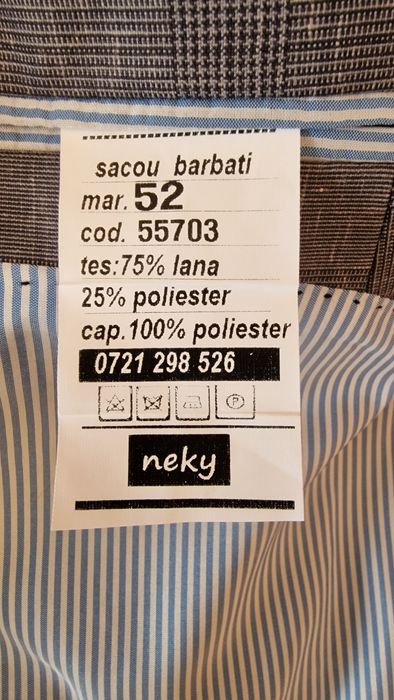 sacou barbati
mar. 52
cod. 55703
tes:75% lana
25% poliester
cap.100% poliester
0721 298 526
P
neky